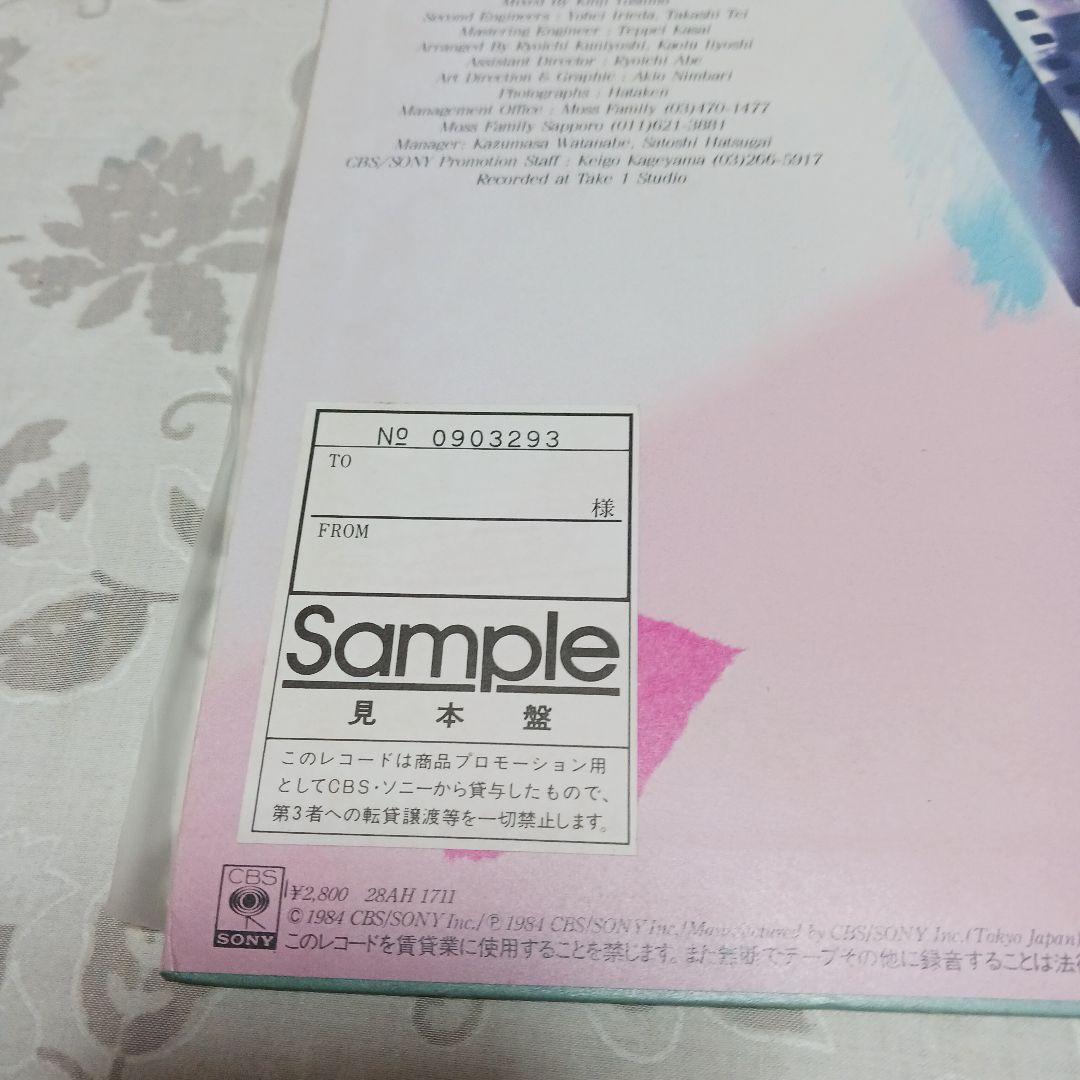 Mixed By Kinji Yoshino
Second Engineers : Yohei Irieda, Takashi Tei
Mastering Engineer : Teppei Kasai
Arranged By Ryoichi Kuniyoshi, Kaoru Iiyoshi
Assistant Director : Ryoichi Abe
Art Direction & Graphic : Akio Nimbari
Photographs : Hataken
Management Office : Moss Family (03)470-1477
Moss Family Sapporo (011)621-3881
Manager: Kazumasa Watanabe, Satoshi Hatsugai
CBS/SONY Promotion Staff : Keigo Kageyama (03)266-5917
Recorded at Take 1 Studio
№ 0903293
TO
様
FROM
Sample
見本盤
このレコードは商品プロモーション用
としてCBS・ソニーから貸与したもので、
第3者への転貸譲渡等を一切禁止します。
CBS
SONY
¥2,800 28AH 1711
© 1984 CBS/SONY Inc./ ℗ 1984 CBS/SONY Inc./Manufactured by CBS/SONY Inc.(Tokyo Japan)
このレコードを賃貸業に使用することを禁じます。また無断でテープその他に録音することは法